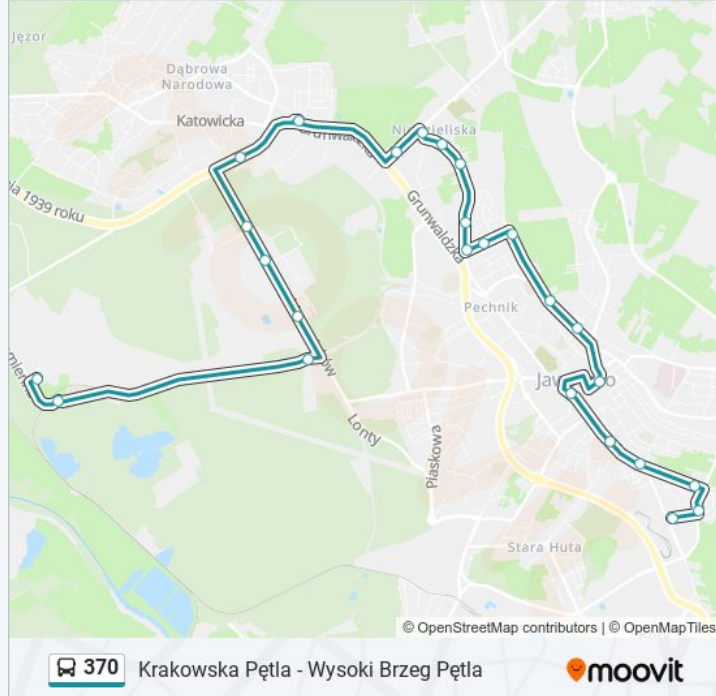 Jęzor
Dąbrowa
Narodowa
Katowicka
nia 1939 roku
Grunwaldzka
Pechnik
Lonty
Piaskowa
Stara Huta
© OpenStreetMap contributors | © OpenMapTiles
370 Krakowska Pętla - Wysoki Brzeg Pętla
moovit